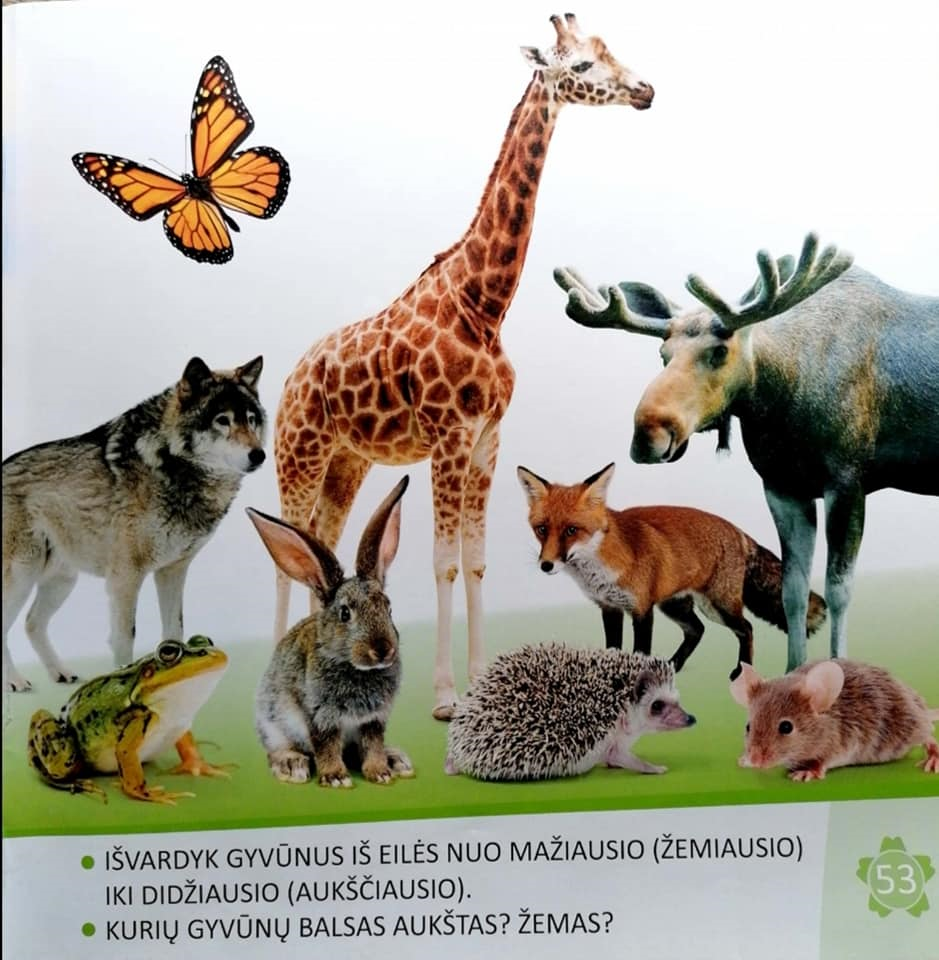 • IŠVARDYK GYVŪNUS IŠ EILĖS NUO MAŽIAUSIO (ŽEMIAUSIO)
IKI DIDŽIAUSIO (AUKŠČIAUSIO).
• KURIŲ GYVŪNŲ BALSAS AUKŠTAS? ŽEMAS?
53